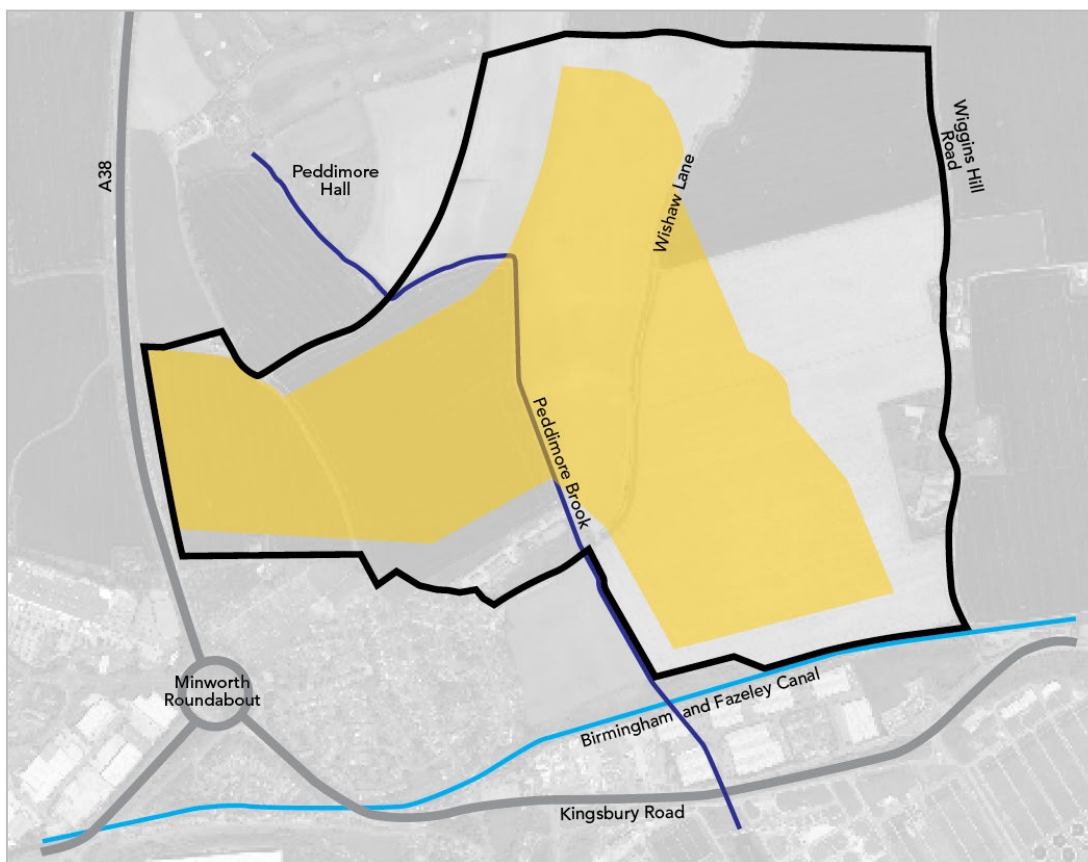 A38
Peddimore
Hall
Wiggins Hill
Road
Wishaw Lane
Peddimore Brook
Minworth
Roundabout
Birmingham and Fazeley Canal
Kingsbury Road